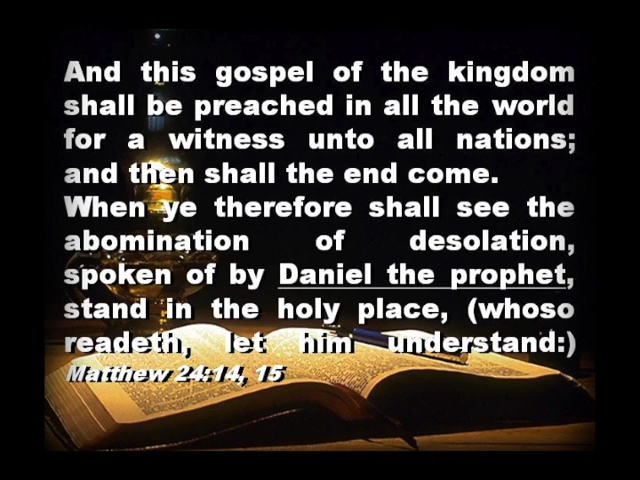 And this gospel of the kingdom
shall be preached in all the world
for a witness unto all nations;
and then shall the end come.
When ye therefore shall see the
abomination of desolation,
spoken of by Daniel the prophet,
stand in the holy place, (whoso
readeth, let him understand:)
Matthew 24:14, 15